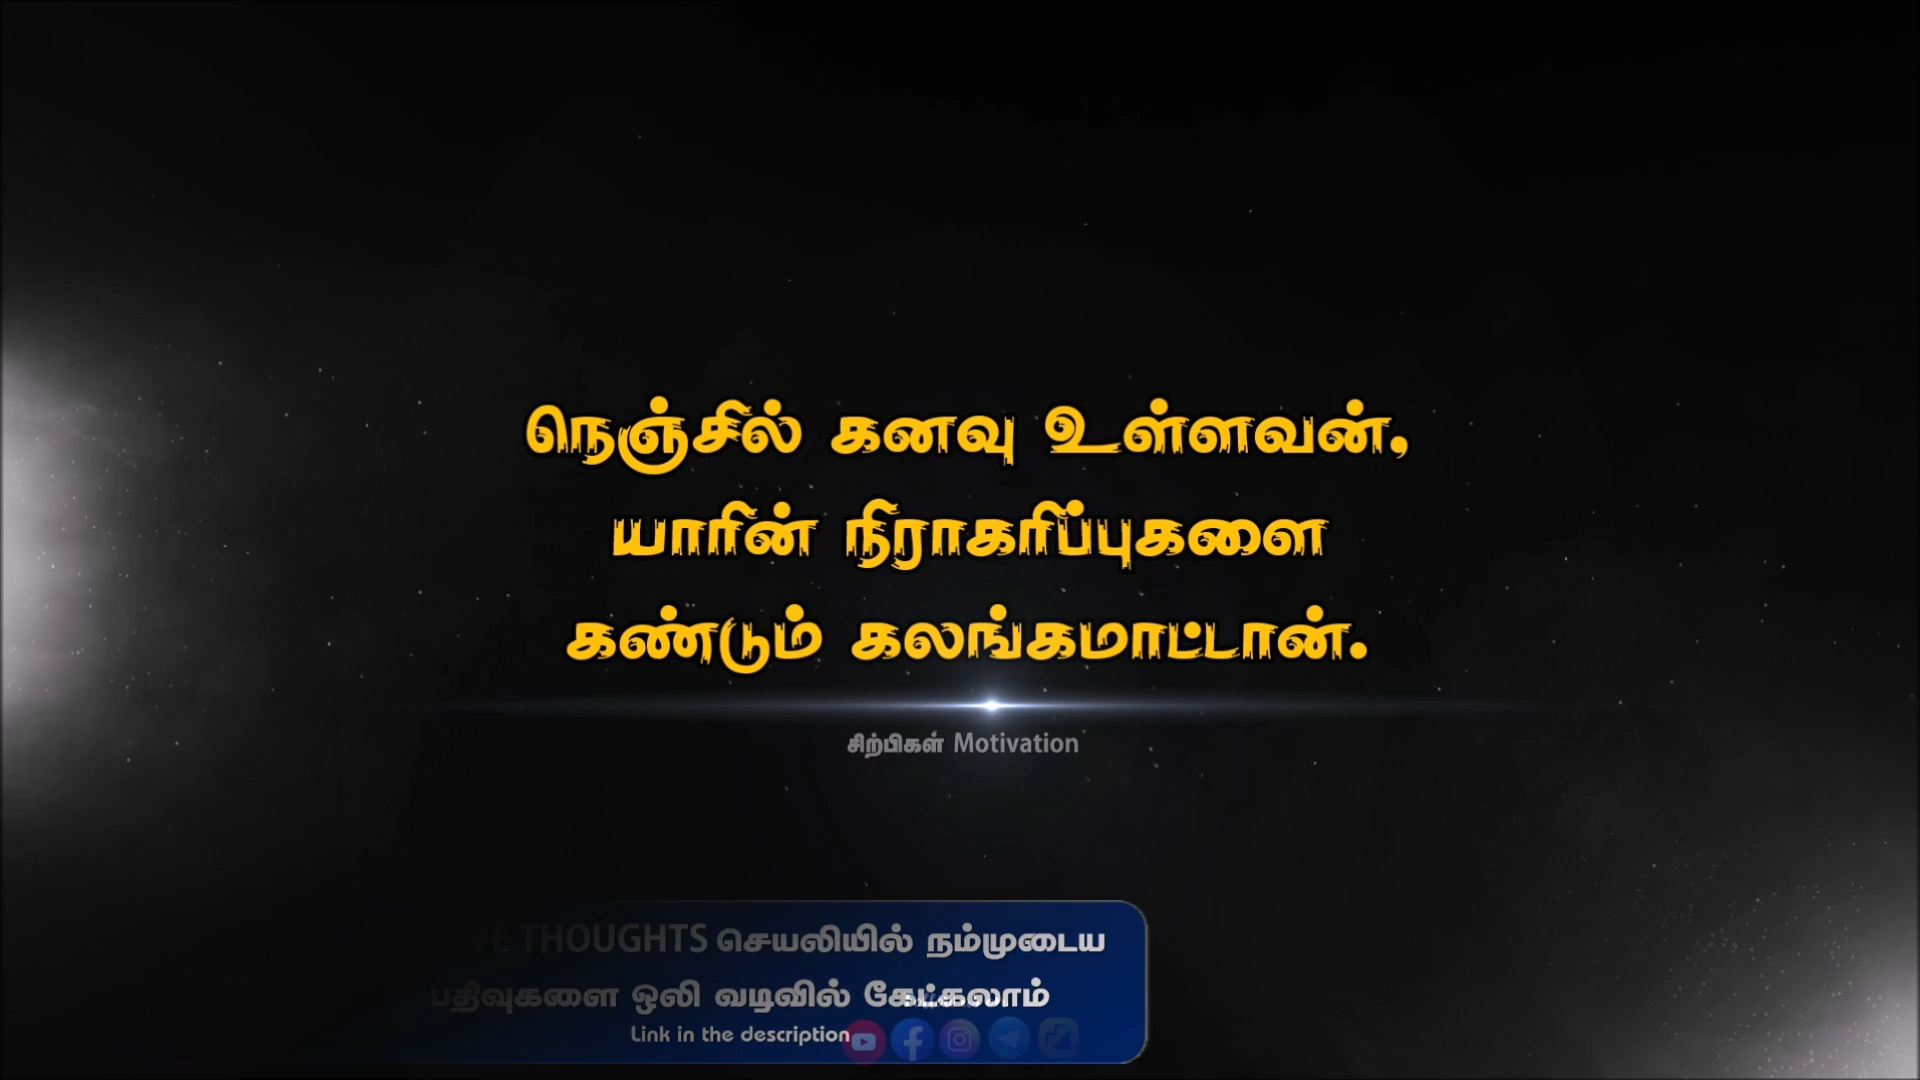 நெஞ்சில் கனவு உள்ளவன்,
யாரின் நிராகரிப்புகளை
கண்டும் கலங்கமாட்டான்.
சிற்பிகள் Motivation
THOUGHTS செயலியில் நம்முடைய
பதிவுகளை ஒலி வடிவில் கேட்கலாம்
Link in the description